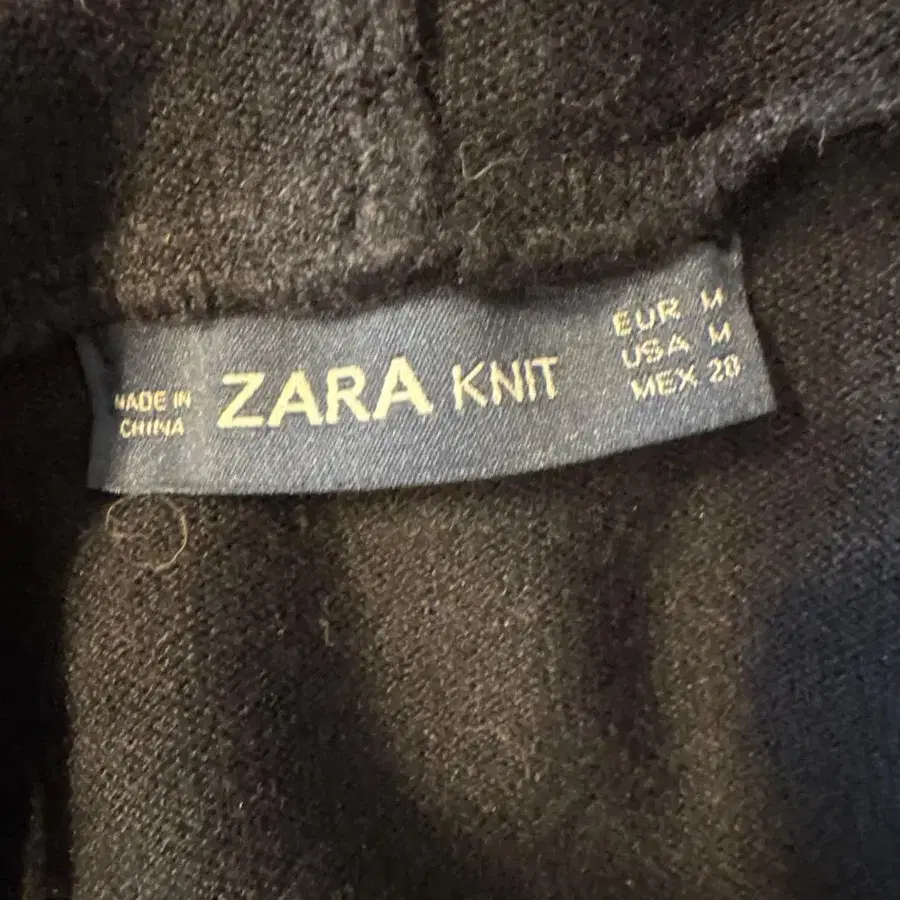 MADE IN
CHINA
ZARA KNIT
EUR M
USA M
MEX 28